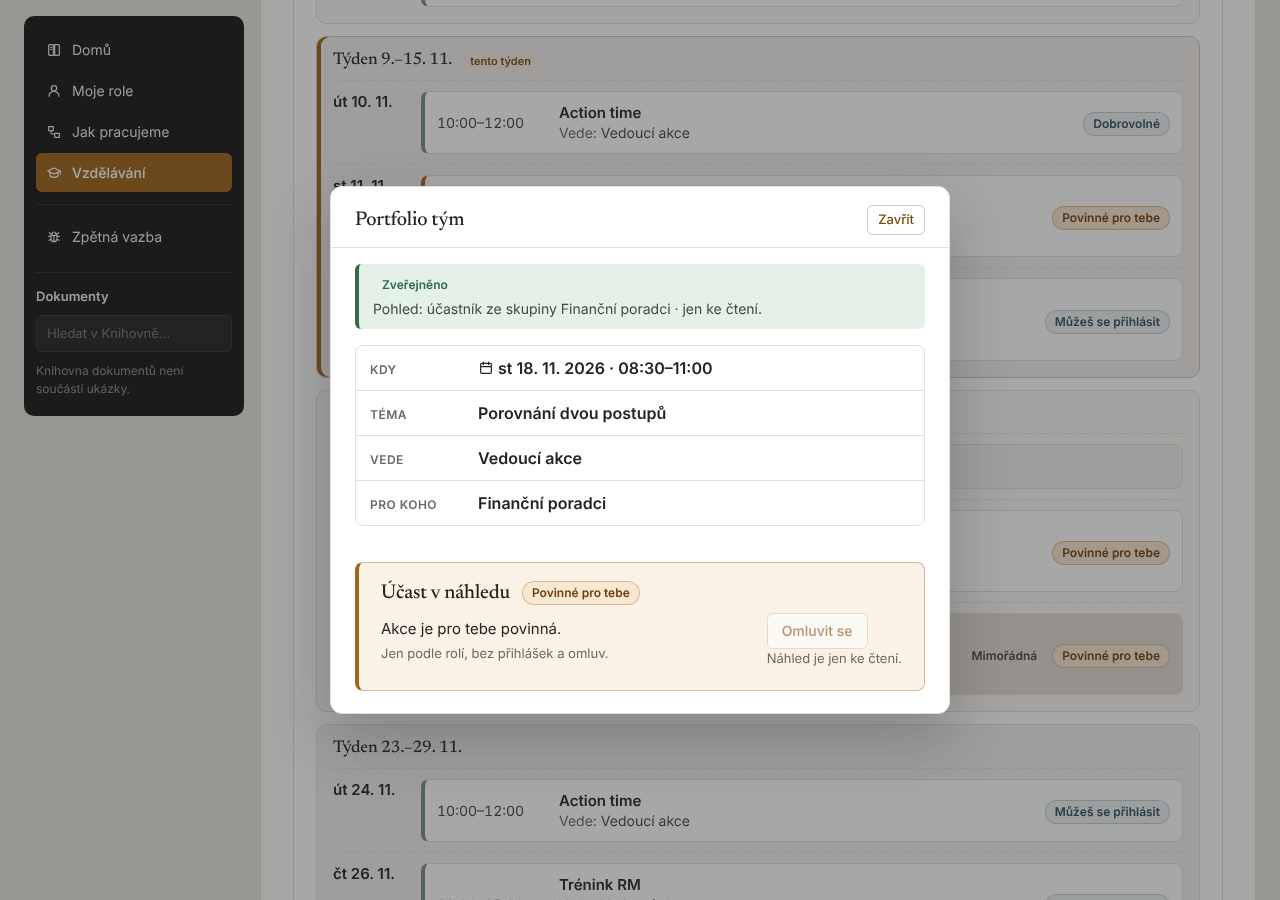 Domů
Moje role
Jak pracujeme
Vzdělávání
Zpětná vazba
Dokumenty
Hledat v Knihovně…
Knihovna dokumentů není
součástí ukázky.
Týden 9.–15. 11.
tento týden
út 10. 11.
10:00–12:00
Action time
Vede: Vedoucí akce
Dobrovolné
st 11. 11.
Povinné pro tebe
Můžeš se přihlásit
Portfolio tým
Zavřít
Zveřejněno
Pohled: účastník ze skupiny Finanční poradci · jen ke čtení.
KDY
st 18. 11. 2026 · 08:30–11:00
TÉMA
Porovnání dvou postupů
VEDE
Vedoucí akce
PRO KOHO
Finanční poradci
Účast v náhledu
Povinné pro tebe
Akce je pro tebe povinná.
Jen podle rolí, bez přihlášek a omluv.
Omluvit se
Náhled je jen ke čtení.
Povinné pro tebe
Mimořádná
Povinné pro tebe
Týden 23.–29. 11.
út 24. 11.
10:00–12:00
Action time
Vede: Vedoucí akce
Můžeš se přihlásit
čt 26. 11.
Trénink RM